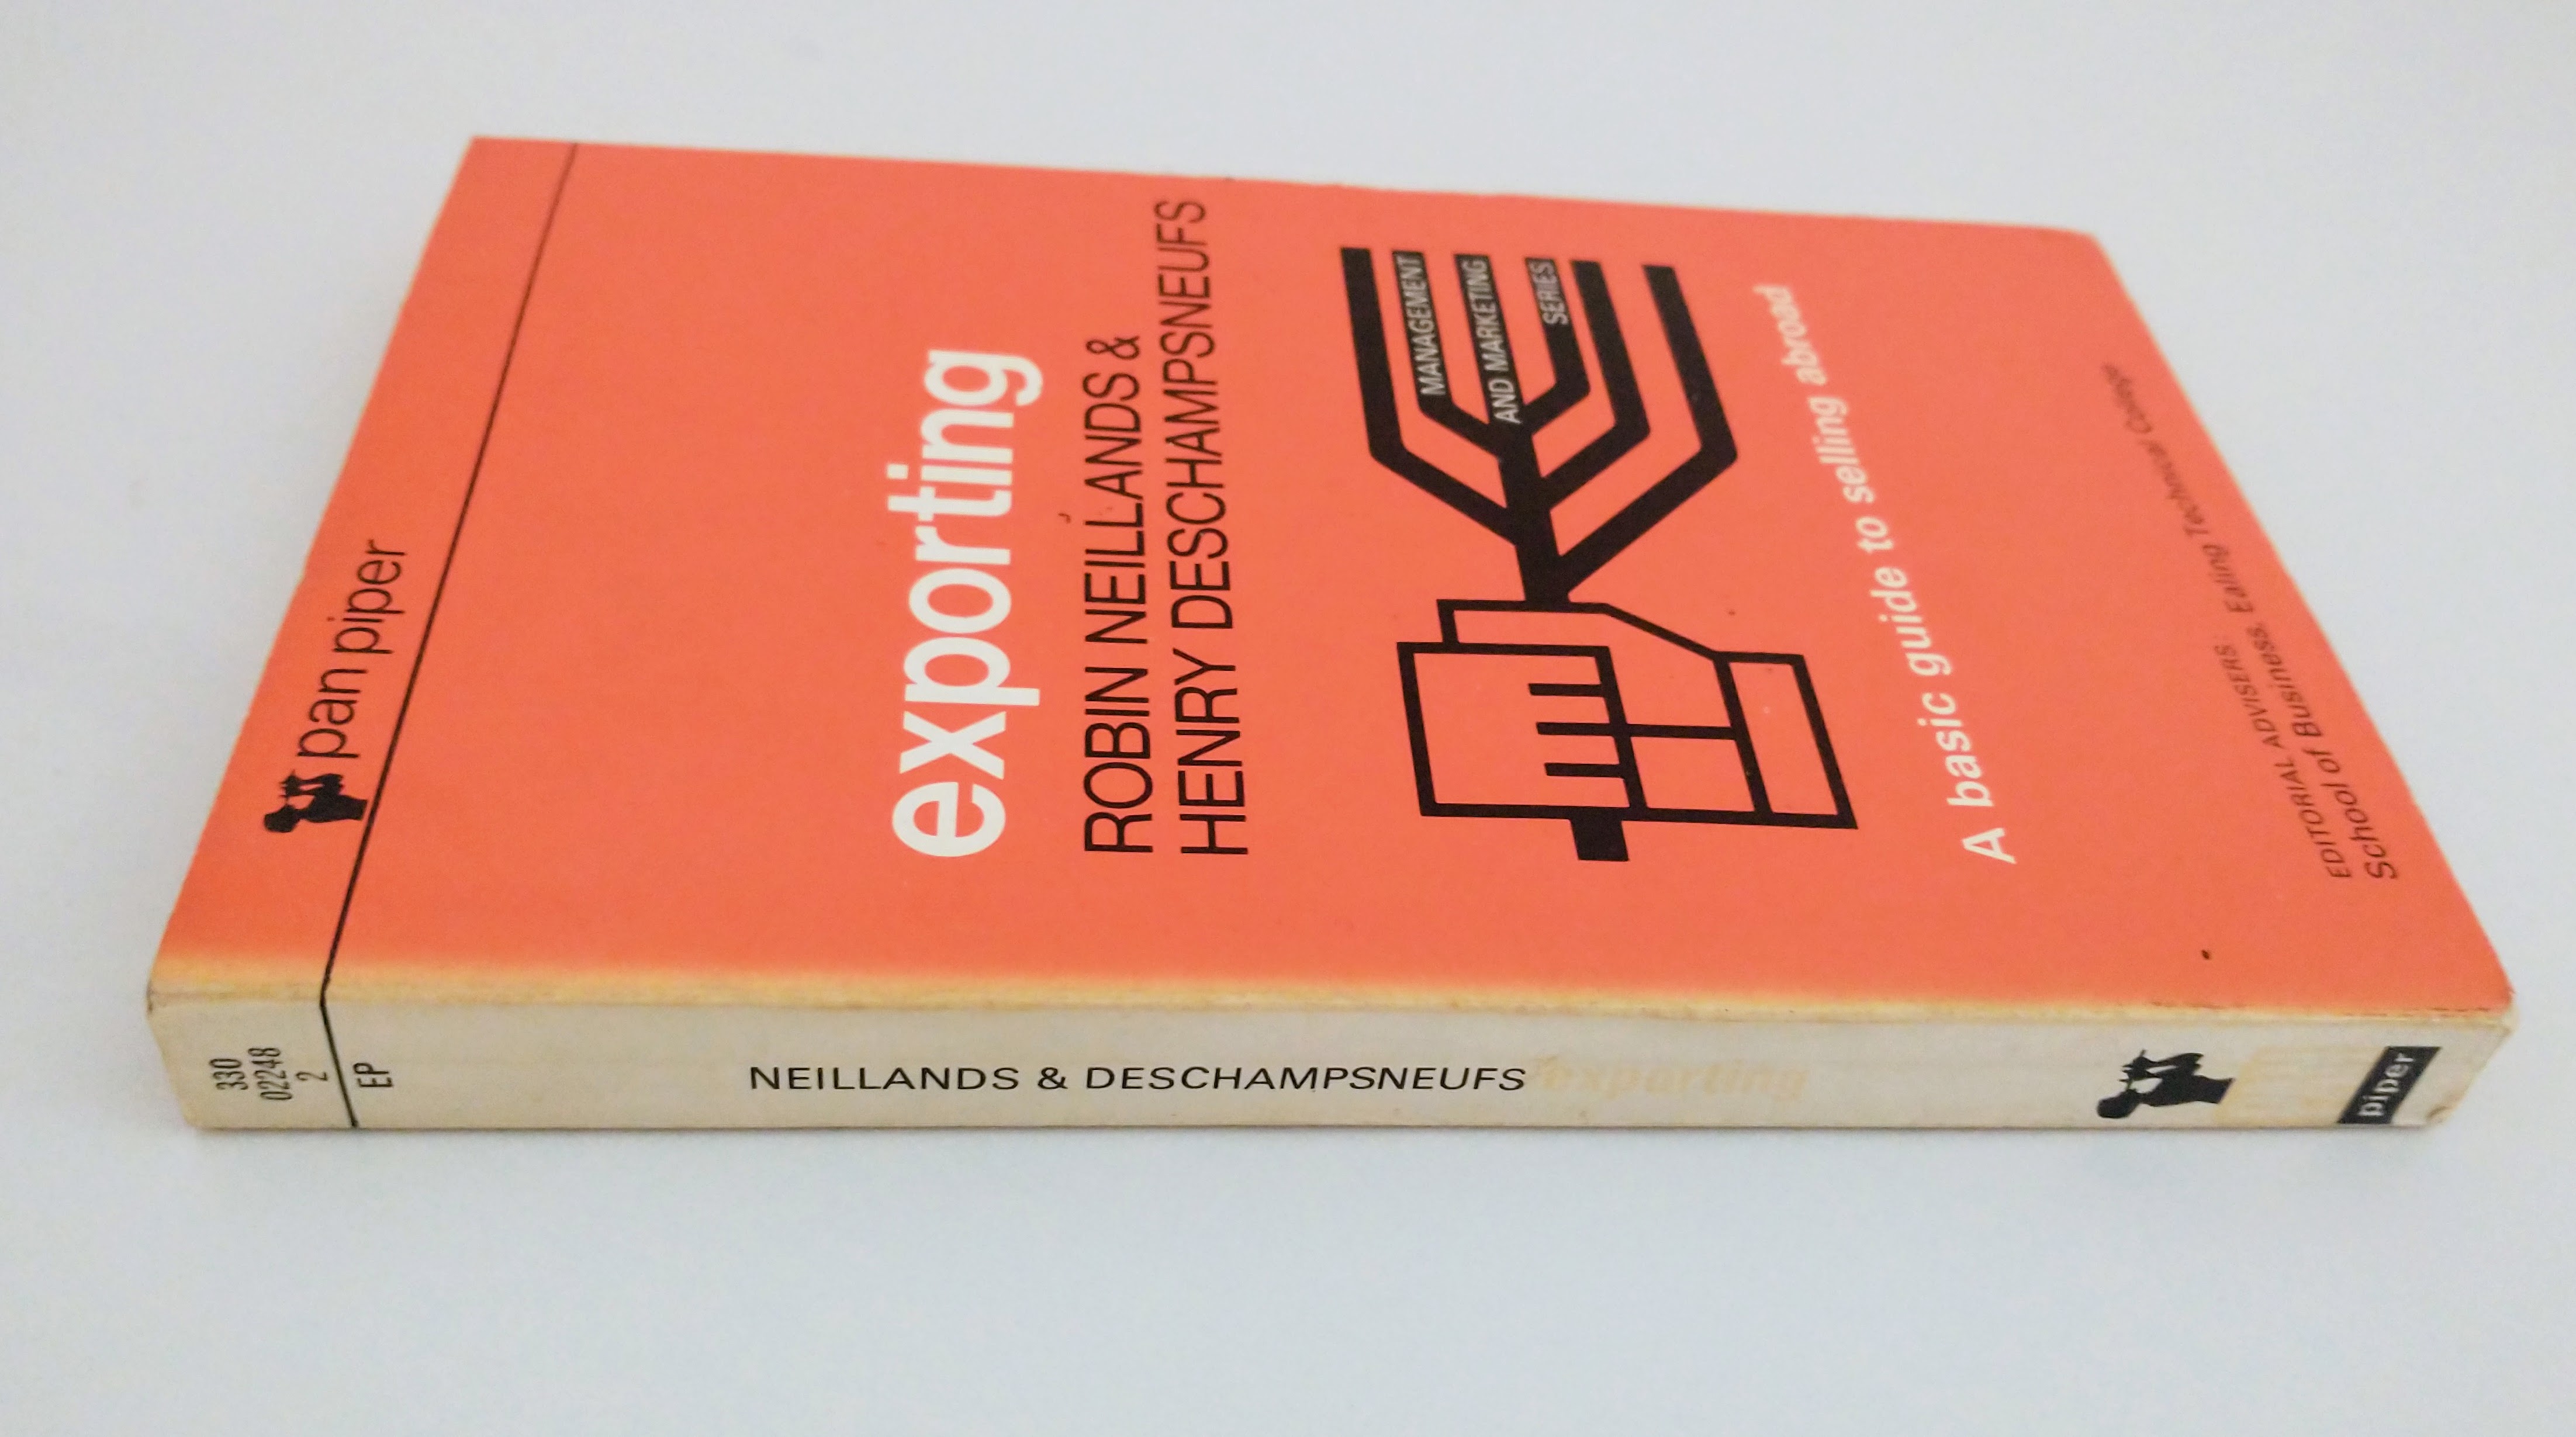 pan piper
exporting
ROBIN NEILLANDS &
HENRY DESCHAMPSNEUFS
MANAGEMENT
AND MARKETING
SERIES
A basic guide to selling abroad
EDITORIAL ADVISERS:
School of Business, Ealing Technical College
330
02248
2
EP
NEILLANDS & DESCHAMPSNEUFS exporting
piper